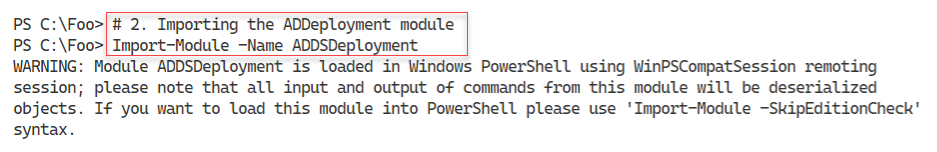 PS C:\Foo> # 2. Importing the ADDeployment module
PS C:\Foo> Import-Module -Name ADDSDeployment
WARNING: Module ADDSDeployment is loaded in Windows PowerShell using WinPSCompatSession remoting
session; please note that all input and output of commands from this module will be deserialized
objects. If you want to load this module into PowerShell please use 'Import-Module -SkipEditionCheck'
syntax.